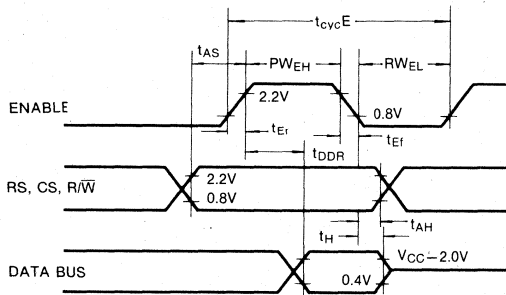 tcycE
tAS
PWEH
RWEL
ENABLE
2.2V
0.8V
tEr
tEf
tDDR
RS, CS, R/W̅
2.2V
0.8V
tAH
tH
DATA BUS
VCC−2.0V
0.4V